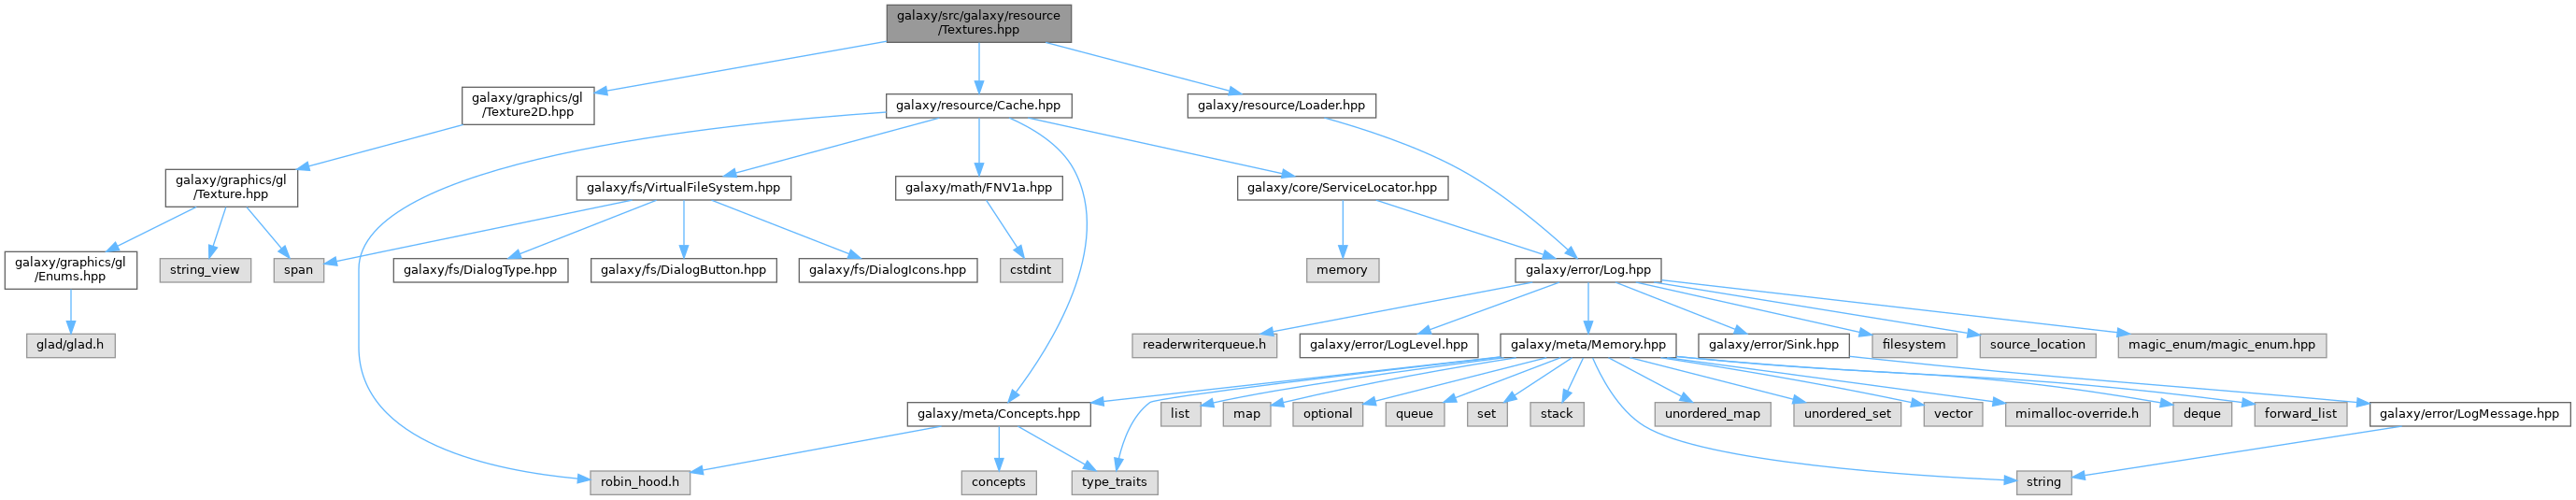 galaxy/src/galaxy/resource
/Textures.hpp
galaxy/graphics/gl
/Texture2D.hpp
galaxy/resource/Cache.hpp
galaxy/resource/Loader.hpp
galaxy/graphics/gl
/Texture.hpp
galaxy/fs/VirtualFileSystem.hpp
galaxy/math/FNV1a.hpp
galaxy/core/ServiceLocator.hpp
galaxy/graphics/gl
/Enums.hpp
string_view
span
galaxy/fs/DialogType.hpp
galaxy/fs/DialogButton.hpp
galaxy/fs/DialogIcons.hpp
cstdint
memory
galaxy/error/Log.hpp
glad/glad.h
readerwriterqueue.h
galaxy/error/LogLevel.hpp
galaxy/meta/Memory.hpp
galaxy/error/Sink.hpp
filesystem
source_location
magic_enum/magic_enum.hpp
galaxy/meta/Concepts.hpp
list
map
optional
queue
set
stack
unordered_map
unordered_set
vector
mimalloc-override.h
deque
forward_list
galaxy/error/LogMessage.hpp
robin_hood.h
concepts
type_traits
string